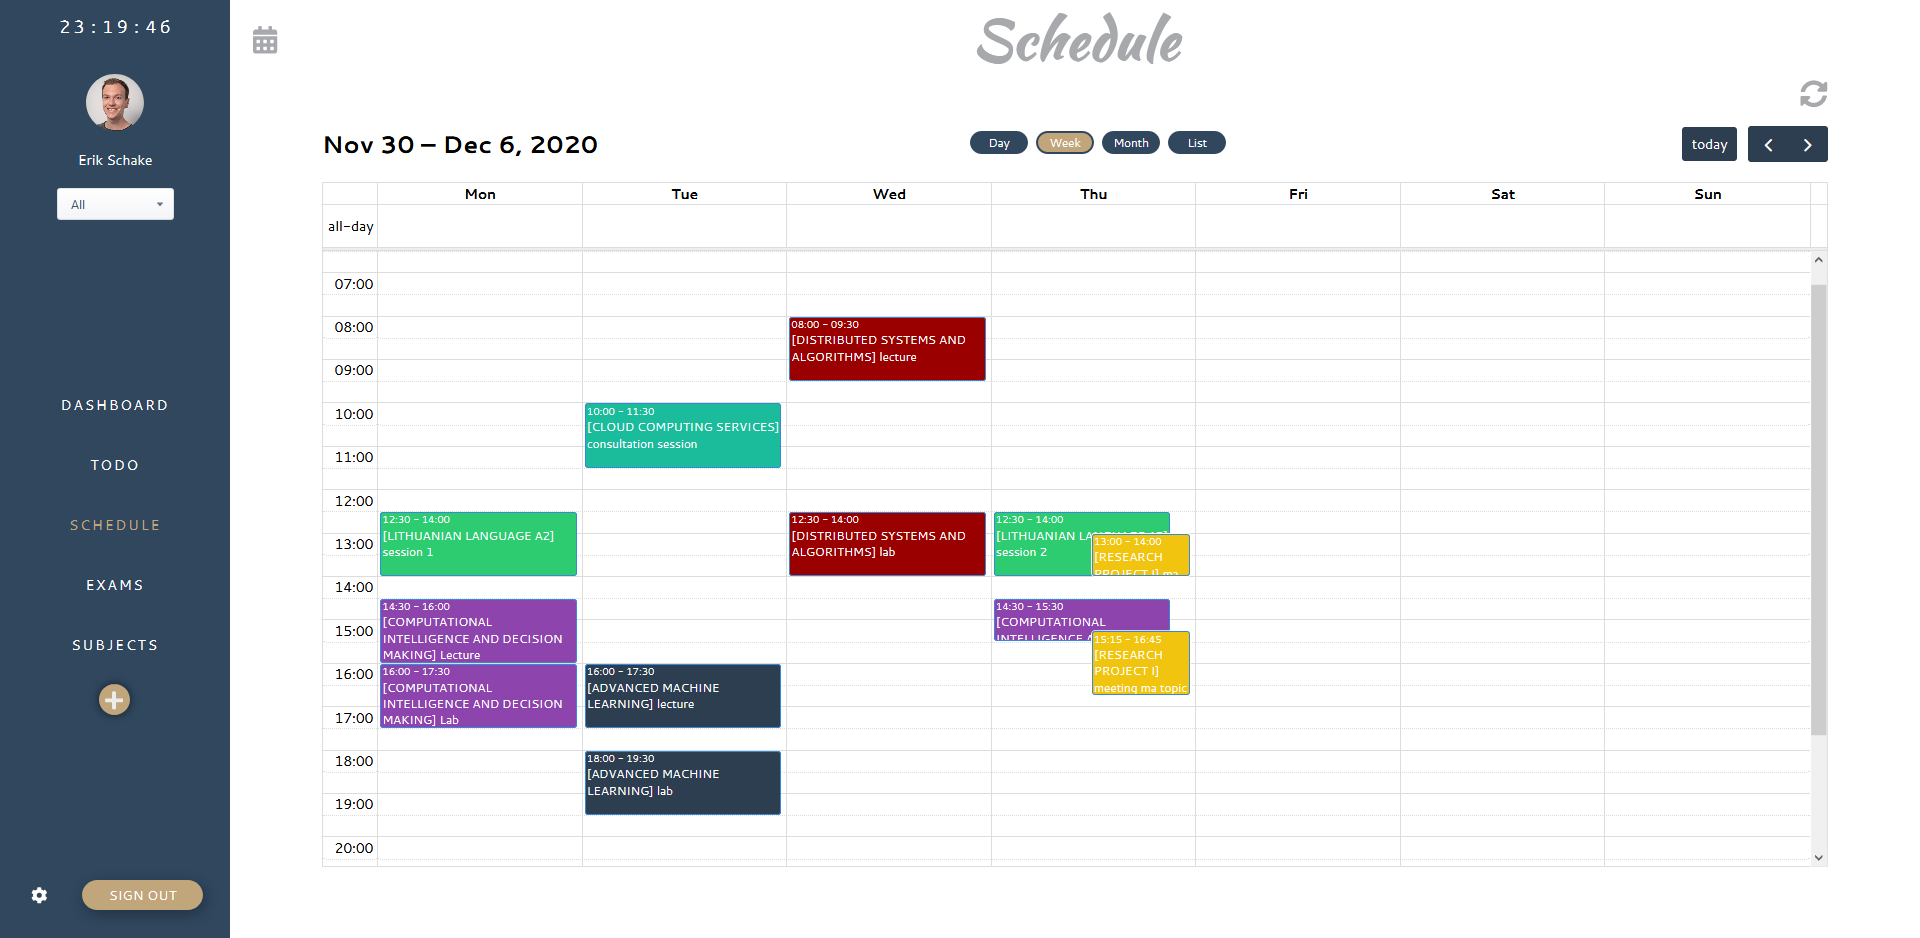 23:19:46
Erik Schake
All
DASHBOARD
TODO
SCHEDULE
EXAMS
SUBJECTS
SIGN OUT
Schedule
Nov 30 – Dec 6, 2020
Day
Week
Month
List
today
Mon
Tue
Wed
Thu
Fri
Sat
Sun
all-day
07:00
08:00
09:00
10:00
11:00
12:00
13:00
14:00
15:00
16:00
17:00
18:00
19:00
20:00
12:30 - 14:00
[LITHUANIAN LANGUAGE A2]
session 1
14:30 - 16:00
[COMPUTATIONAL
INTELLIGENCE AND DECISION
MAKING] Lecture
16:00 - 17:30
[COMPUTATIONAL
INTELLIGENCE AND DECISION
MAKING] Lab
10:00 - 11:30
[CLOUD COMPUTING SERVICES]
consultation session
16:00 - 17:30
[ADVANCED MACHINE
LEARNING] lecture
18:00 - 19:30
[ADVANCED MACHINE
LEARNING] lab
08:00 - 09:30
[DISTRIBUTED SYSTEMS AND
ALGORITHMS] lecture
12:30 - 14:00
[DISTRIBUTED SYSTEMS AND
ALGORITHMS] lab
12:30 - 14:00
[LITHUANIAN
session 2
13:00 - 14:00
[RESEARCH
PROJECT I] ma
14:30 - 15:30
[COMPUTATIONAL
INTELLIGENCE
15:15 - 16:45
[RESEARCH
PROJECT I]
meeting ma topic